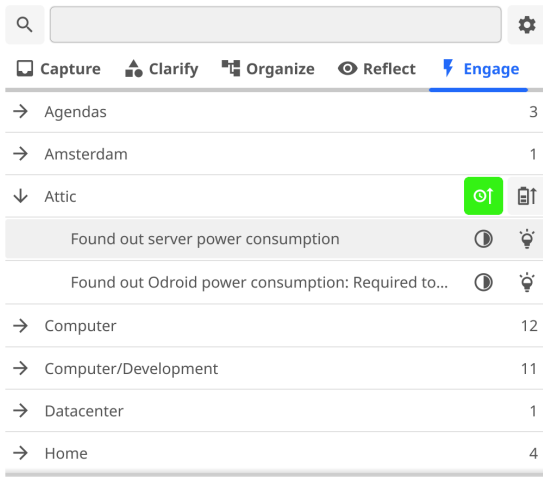 Capture Clarify Organize Reflect Engage
Agendas 3
Amsterdam 1
Attic
Found out server power consumption
Found out Odroid power consumption: Required to...
Computer 12
Computer/Development 11
Datacenter 1
Home 4